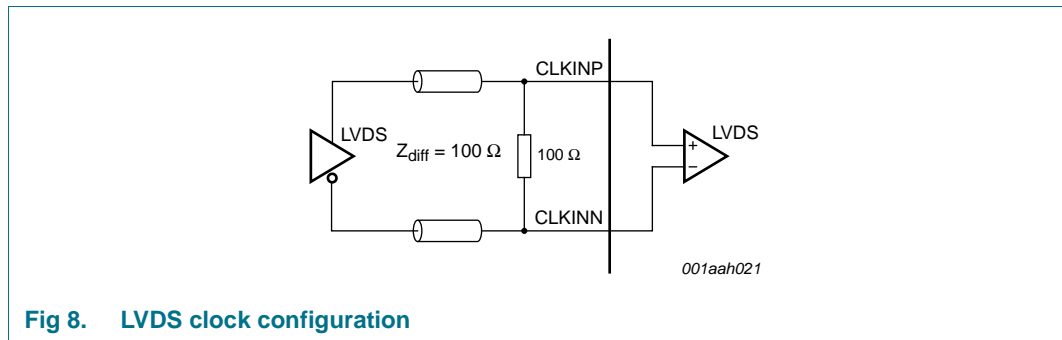 CLKINP
LVDS
Z_diff = 100 Ω
100 Ω
LVDS
+
−
CLKINN
001aah021
Fig 8. LVDS clock configuration